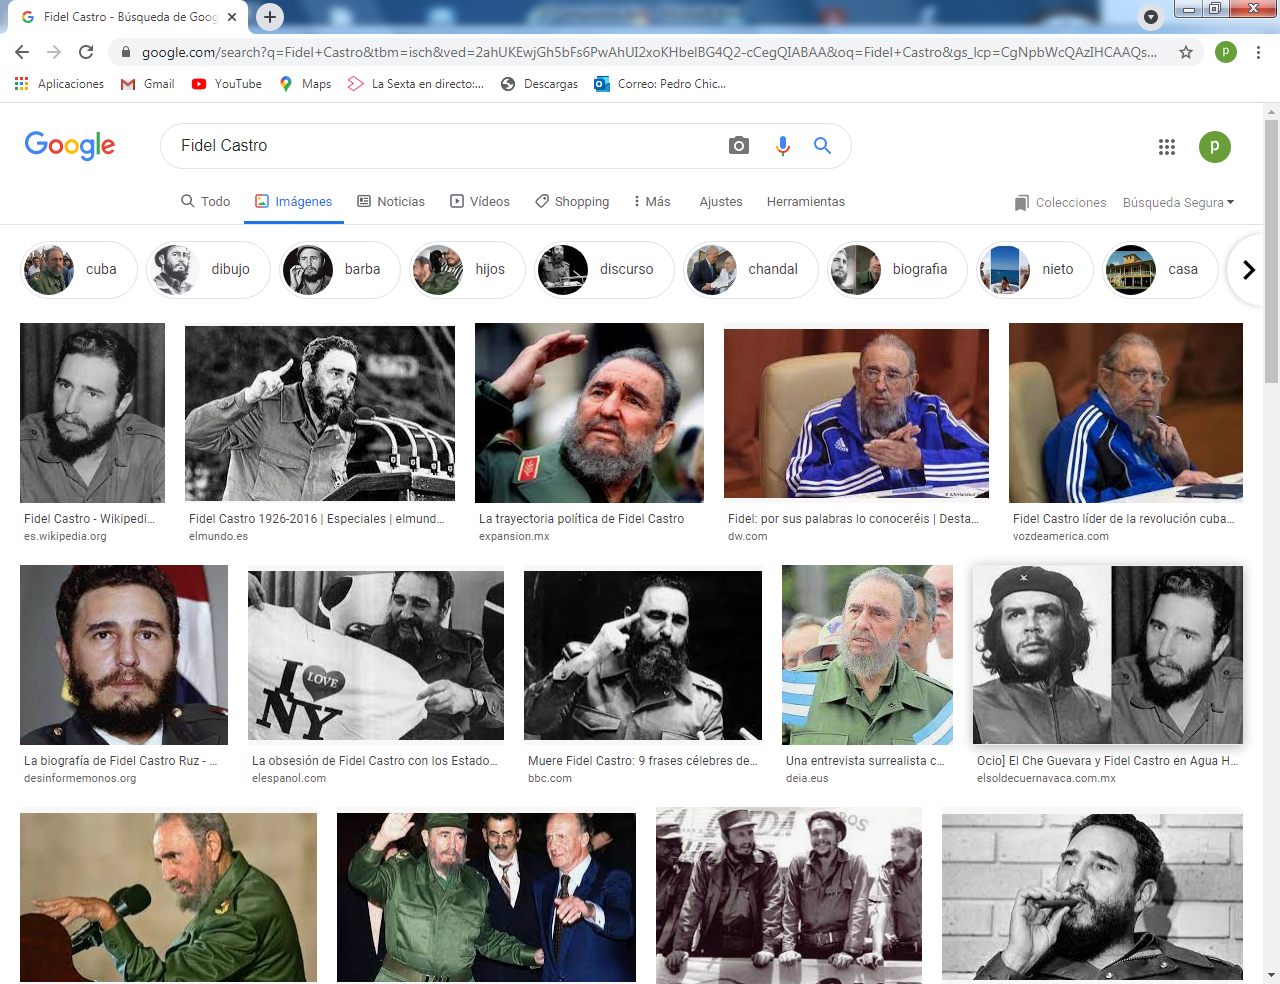 Fidel Castro - Búsqueda de Goog
google.com/search?q=Fidel+Castro&tbm=isch&ved=2ahUKEwjGh5bFs6PwAhUI2xoKHbelBG4Q2-cCegQIABAA&oq=Fidel+Castro&gs_lcp=CgNpbWcQAzIHCAAQs...
p
Aplicaciones
Gmail
YouTube
Maps
La Sexta en directo:...
Descargas
Correo: Pedro Chic...
Google
Fidel Castro
p
Todo
Imágenes
Noticias
Vídeos
Shopping
Más
Ajustes
Herramientas
Colecciones
Búsqueda Segura
cuba
dibujo
barba
hijos
discurso
chandal
biografia
nieto
casa
Fidel Castro - Wikipedi...
es.wikipedia.org
Fidel Castro 1926-2016 | Especiales | elmund...
elmundo.es
La trayectoria política de Fidel Castro
expansion.mx
adidas
Fidel: por sus palabras lo conoceréis | Desta...
dw.com
Fidel Castro líder de la revolución cuba...
vozdeamerica.com
La biografía de Fidel Castro Ruz - ...
desinformemonos.org
I LOVE
NY
La obsesión de Fidel Castro con los Estado...
elespanol.com
Muere Fidel Castro: 9 frases célebres de...
bbc.com
Una entrevista surrealista c...
deia.eus
Ocio] El Che Guevara y Fidel Castro en Agua H...
elsoldecuernavaca.com.mx